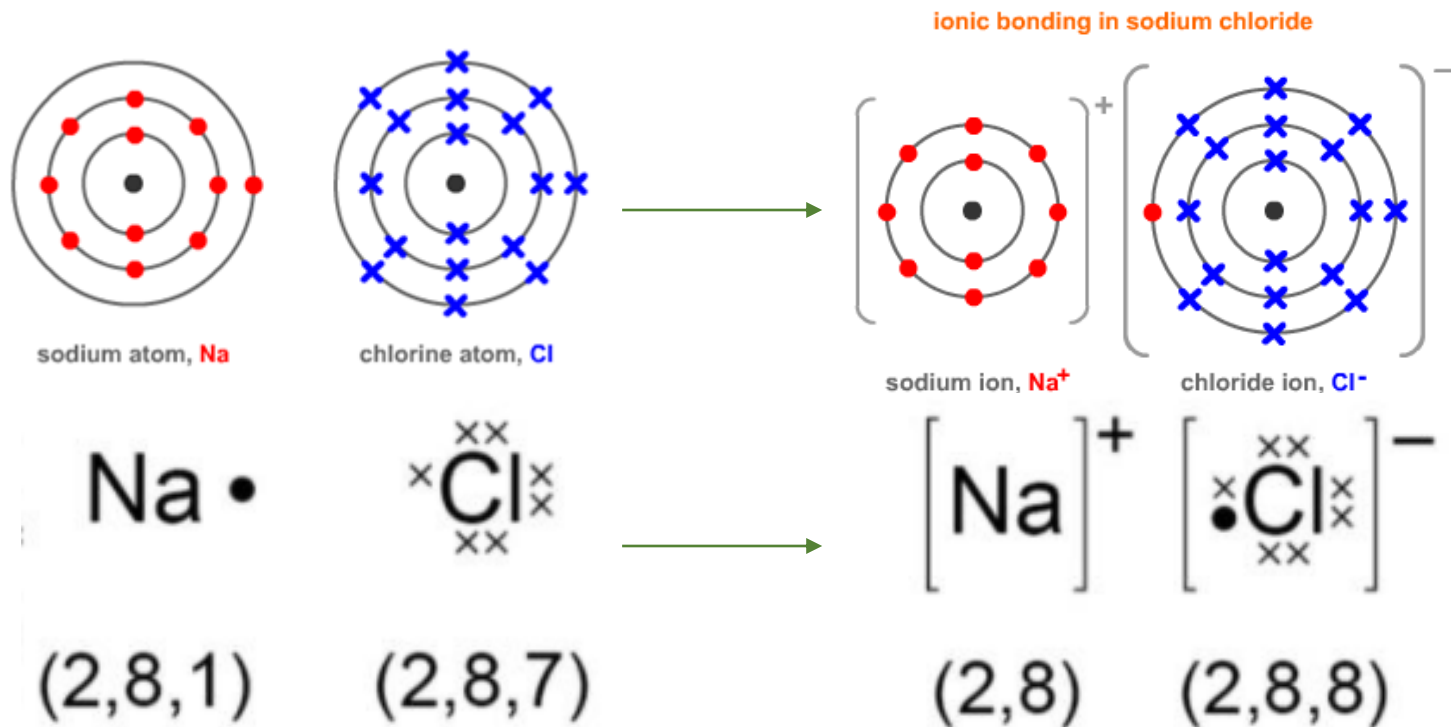 ionic bonding in sodium chloride
+ −
sodium atom, Na chlorine atom, Cl
sodium ion, Na⁺ chloride ion, Cl⁻
Na • ×Cl [Na]⁺ [Cl]⁻
(2,8,1) (2,8,7) (2,8) (2,8,8)